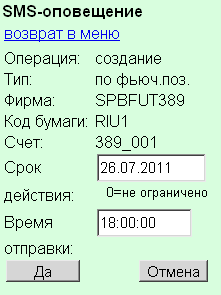 SMS-оповещение
возврат в меню
Операция: создание
Тип: по фьюч.поз.
Фирма: SPBFUT389
Код бумаги: RIU1
Счет: 389_001
Срок 26.07.2011
действия: 0=не ограничено
Время 18:00:00
отправки:
Да Отмена